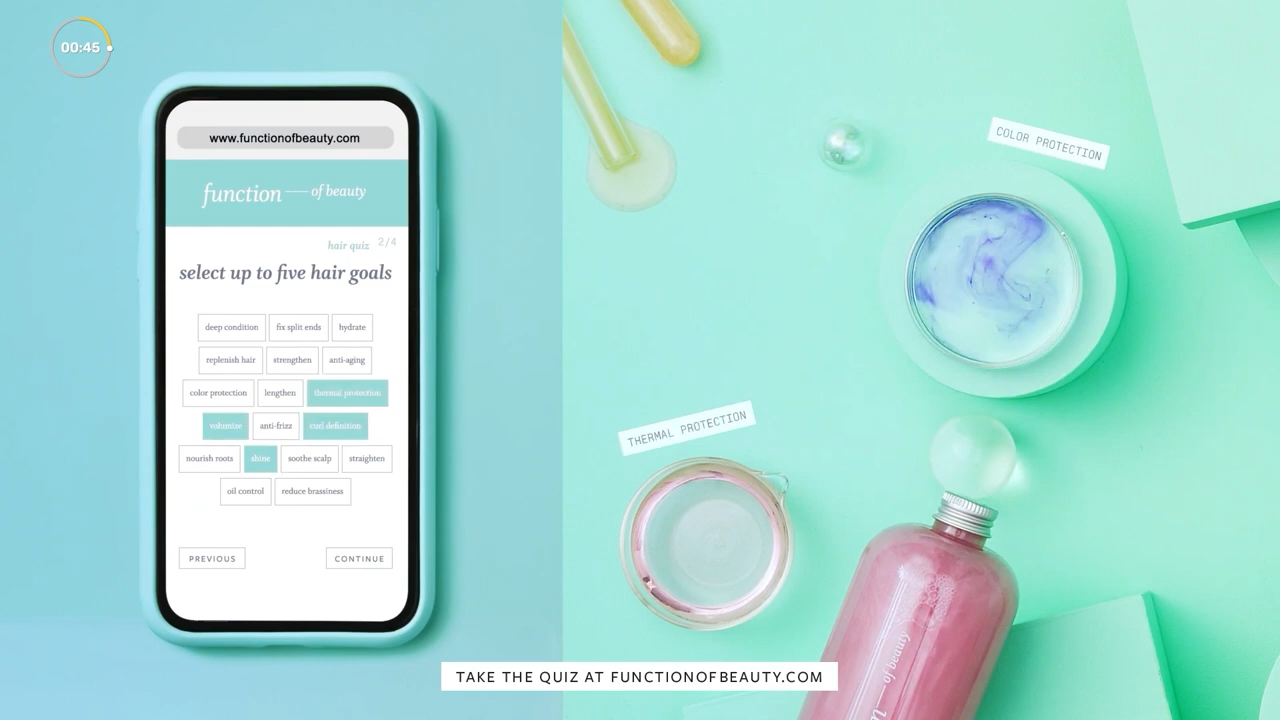 00:45
www.functionofbeauty.com
function — of beauty
hair quiz 2/4
select up to five hair goals
deep condition fix split ends hydrate
replenish hair strengthen anti-aging
color protection lengthen thermal protection
volumize anti-frizz curl definition
nourish roots shine soothe scalp straighten
oil control reduce brassiness
PREVIOUS CONTINUE
COLOR PROTECTION
THERMAL PROTECTION
— of beauty
TAKE THE QUIZ AT FUNCTIONOFBEAUTY.COM